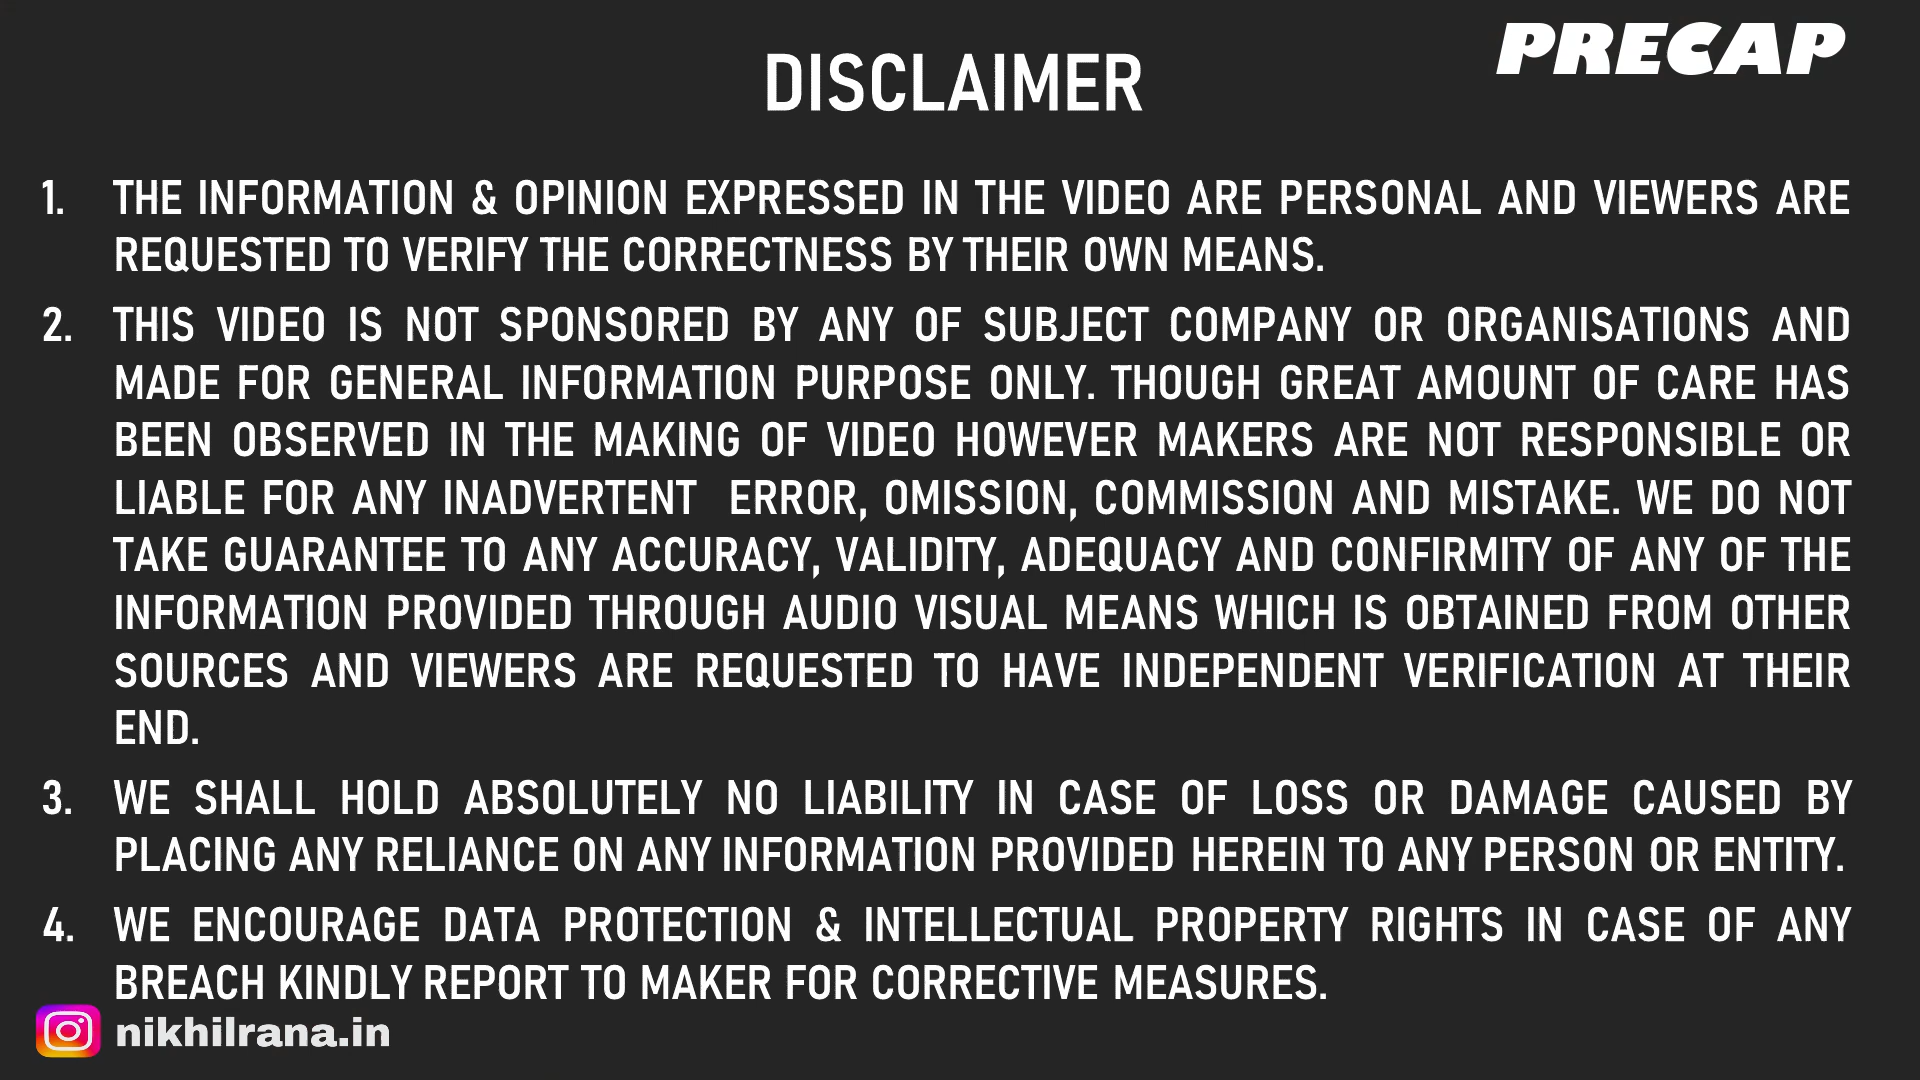 PRECAP
DISCLAIMER
1. THE INFORMATION & OPINION EXPRESSED IN THE VIDEO ARE PERSONAL AND VIEWERS ARE
REQUESTED TO VERIFY THE CORRECTNESS BY THEIR OWN MEANS.
2. THIS VIDEO IS NOT SPONSORED BY ANY OF SUBJECT COMPANY OR ORGANISATIONS AND
MADE FOR GENERAL INFORMATION PURPOSE ONLY. THOUGH GREAT AMOUNT OF CARE HAS
BEEN OBSERVED IN THE MAKING OF VIDEO HOWEVER MAKERS ARE NOT RESPONSIBLE OR
LIABLE FOR ANY INADVERTENT ERROR, OMISSION, COMMISSION AND MISTAKE. WE DO NOT
TAKE GUARANTEE TO ANY ACCURACY, VALIDITY, ADEQUACY AND CONFIRMITY OF ANY OF THE
INFORMATION PROVIDED THROUGH AUDIO VISUAL MEANS WHICH IS OBTAINED FROM OTHER
SOURCES AND VIEWERS ARE REQUESTED TO HAVE INDEPENDENT VERIFICATION AT THEIR
END.
3. WE SHALL HOLD ABSOLUTELY NO LIABILITY IN CASE OF LOSS OR DAMAGE CAUSED BY
PLACING ANY RELIANCE ON ANY INFORMATION PROVIDED HEREIN TO ANY PERSON OR ENTITY.
4. WE ENCOURAGE DATA PROTECTION & INTELLECTUAL PROPERTY RIGHTS IN CASE OF ANY
BREACH KINDLY REPORT TO MAKER FOR CORRECTIVE MEASURES.
nikhilrana.in